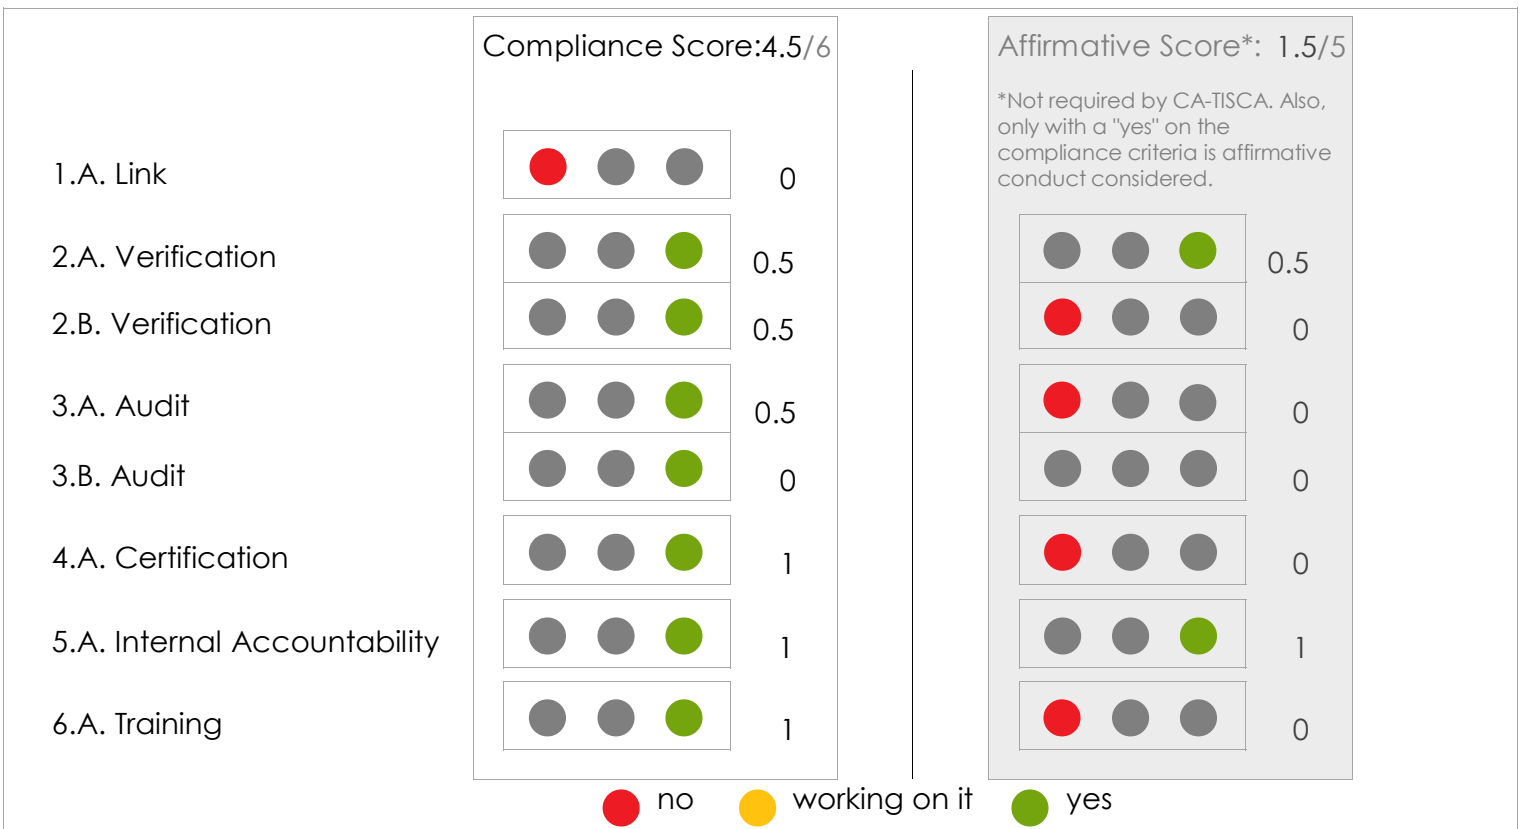 Compliance Score:4.5/6
Affirmative Score*: 1.5/5
*Not required by CA-TISCA. Also,
only with a "yes" on the
compliance criteria is affirmative
conduct considered.
1.A. Link 0
2.A. Verification 0.5 0.5
2.B. Verification 0.5 0
3.A. Audit 0.5 0
3.B. Audit 0 0
4.A. Certification 1 0
5.A. Internal Accountability 1 1
6.A. Training 1 0
no working on it yes